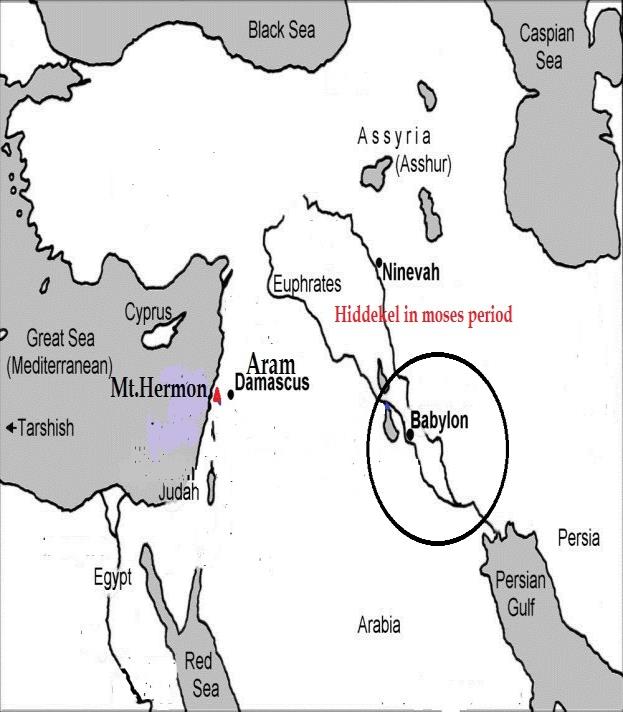 Black Sea
Caspian
Sea
Assyria
(Asshur)
Ninevah
Euphrates
Hiddekel in moses period
Cyprus
Great Sea
(Mediterranean)
Aram
Mt.Hermon
Damascus
Tarshish
Babylon
Judah
Persia
Egypt
Persian
Gulf
Arabia
Red
Sea